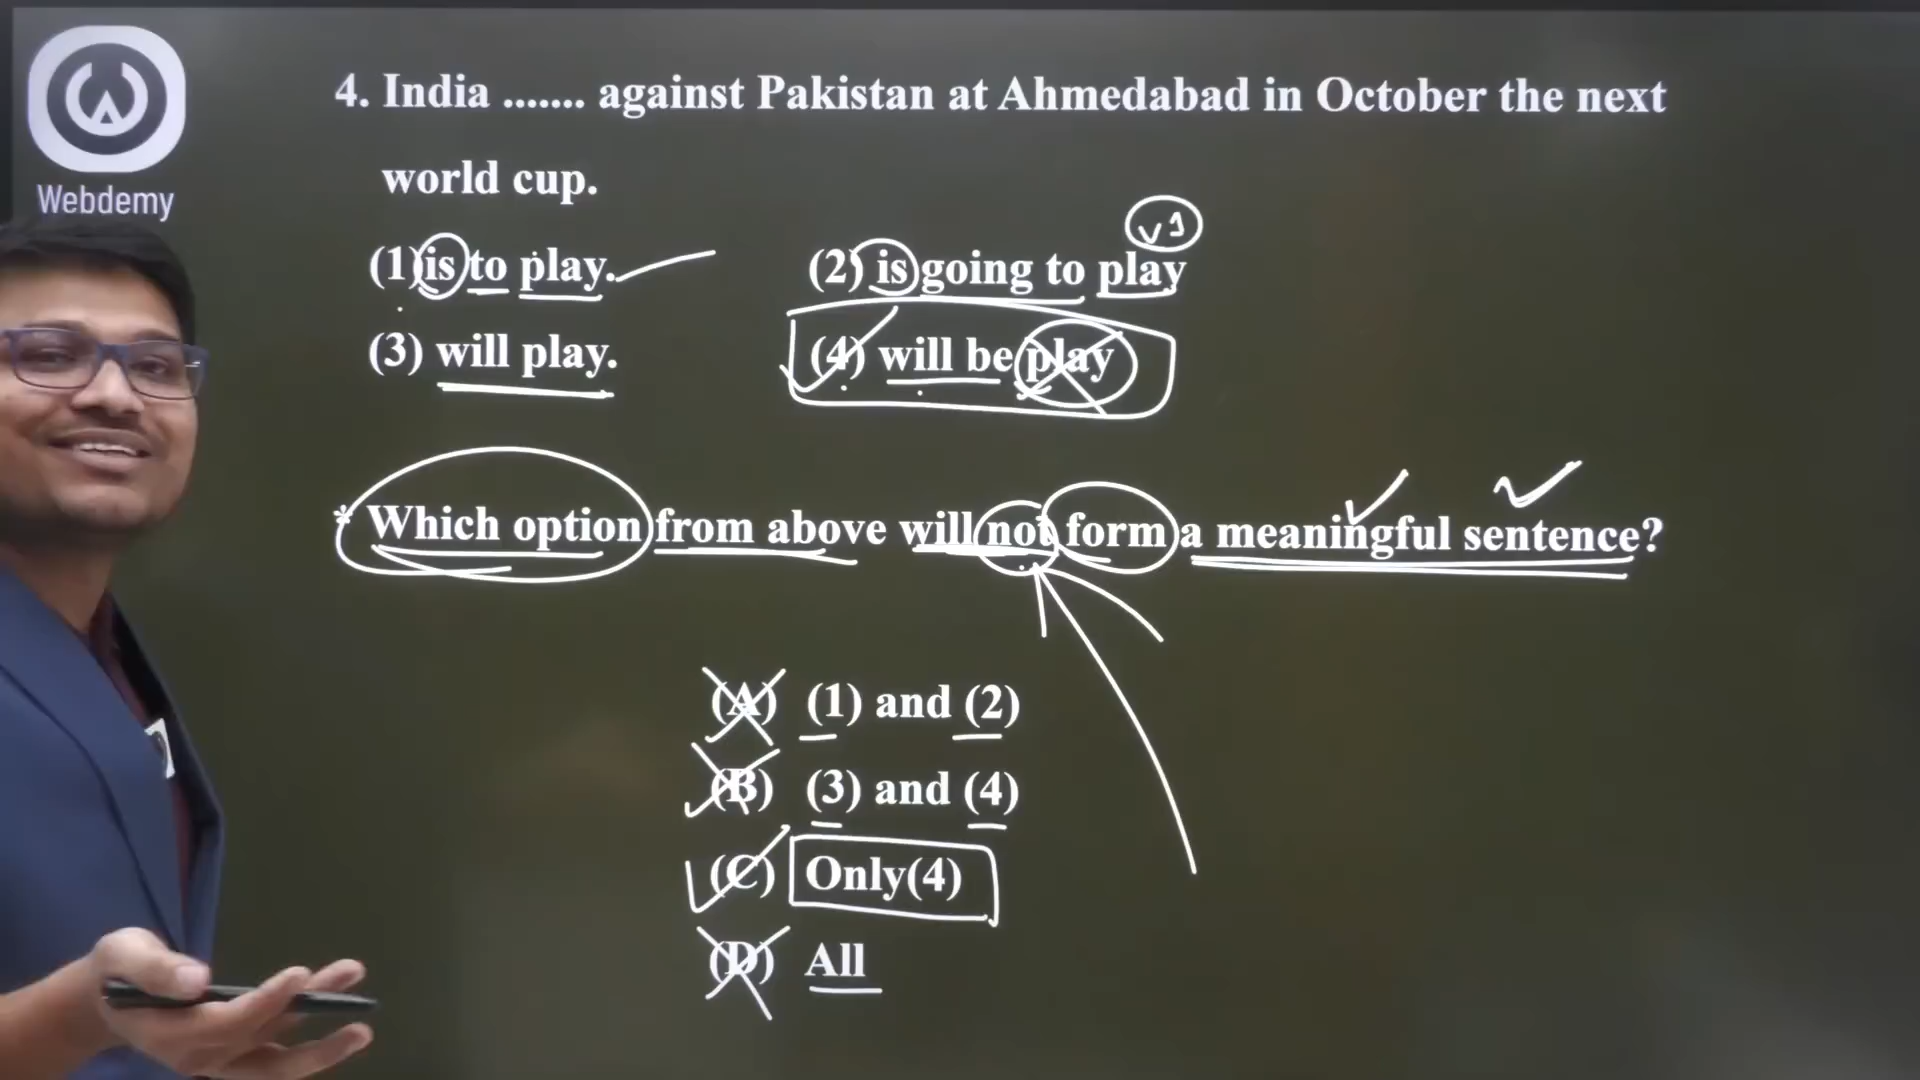 Webdemy
4. India ....... against Pakistan at Ahmedabad in October the next
world cup.
v1
(1) is to play.
(2) is going to play
(3) will play.
(4) will be play
* Which option from above will not form a meaningful sentence?
(A) (1) and (2)
(B) (3) and (4)
(C) Only(4)
(D) All